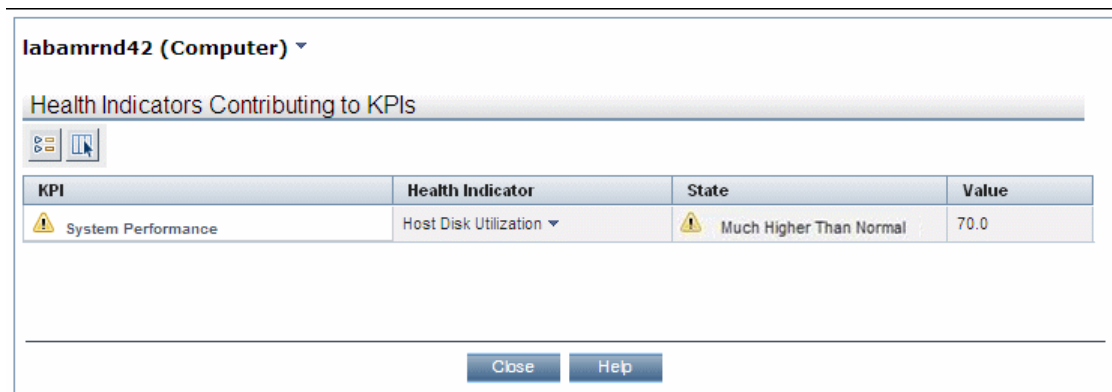 labamrnd42 (Computer)
Health Indicators Contributing to KPIs
KPI Health Indicator State Value
System Performance Host Disk Utilization Much Higher Than Normal 70.0
Close Help